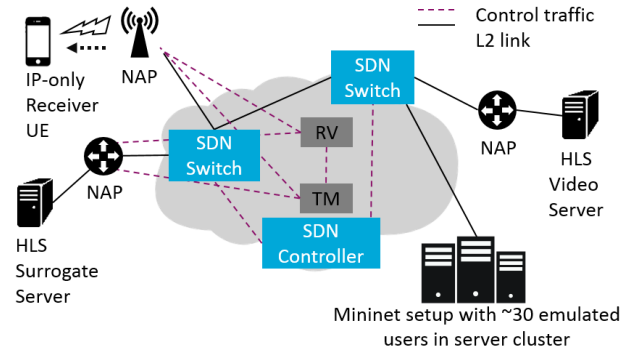 Control traffic
L2 link
IP-only
Receiver
UE
NAP
SDN
Switch
RV
SDN
Switch
NAP
TM
NAP
HLS
Video
Server
HLS
Surrogate
Server
SDN
Controller
Mininet setup with ~30 emulated
users in server cluster